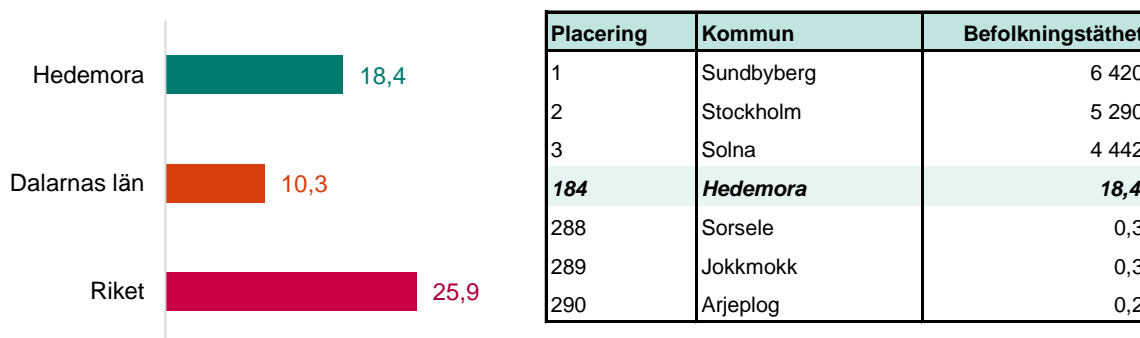 Hedemora 18,4
Dalarnas län 10,3
Riket 25,9
Placering Kommun Befolkningstäthet
1 Sundbyberg 6 420
2 Stockholm 5 290
3 Solna 4 442
184 Hedemora 18,4
288 Sorsele 0,3
289 Jokkmokk 0,3
290 Arjeplog 0,2